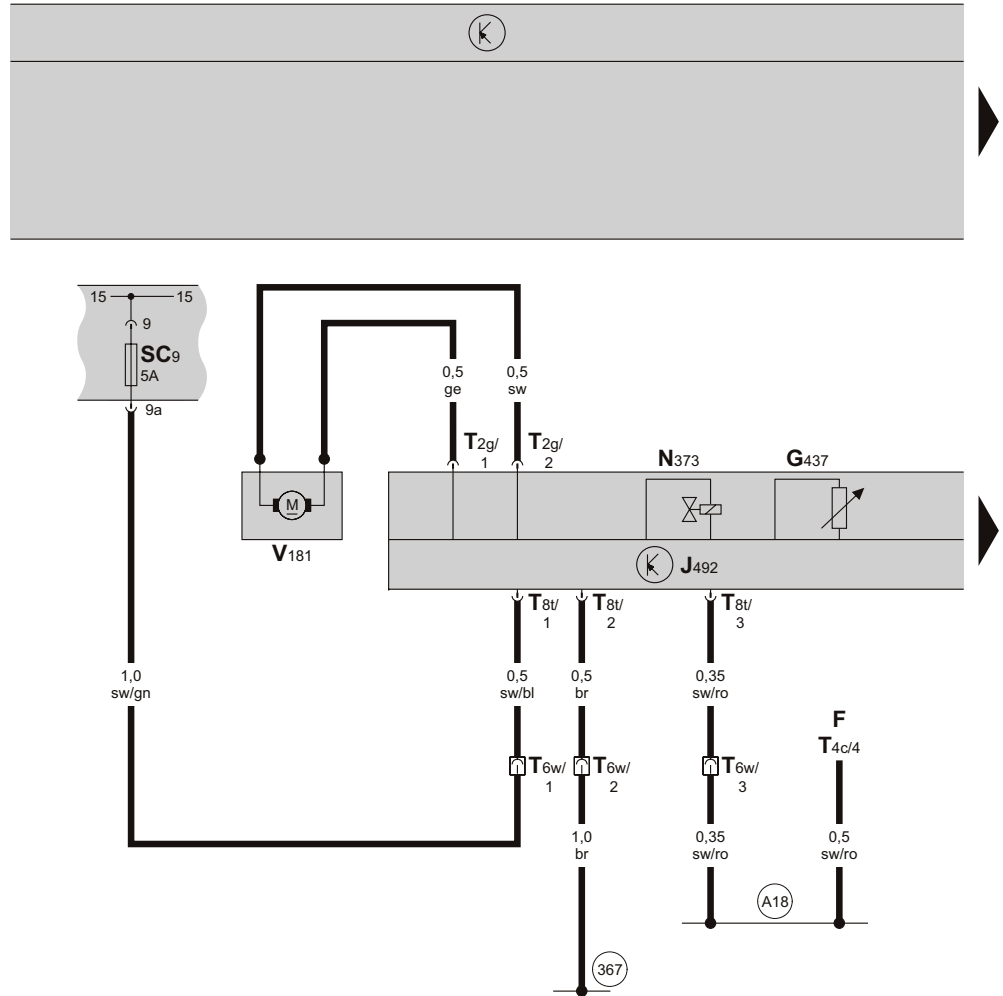 15 15
9
SC9
5A
9a
0,5 0,5
ge sw
T2g/ T2g/
1 2
N373 G437
M
V181
J492
T8t/ T8t/ T8t/
1 2 3
1,0 0,5 0,5 0,35
sw/gn sw/bl br sw/ro
F
T4c/4
T6w/ T6w/ T6w/
1 2 3
1,0 0,35 0,5
br sw/ro sw/ro
A18
367